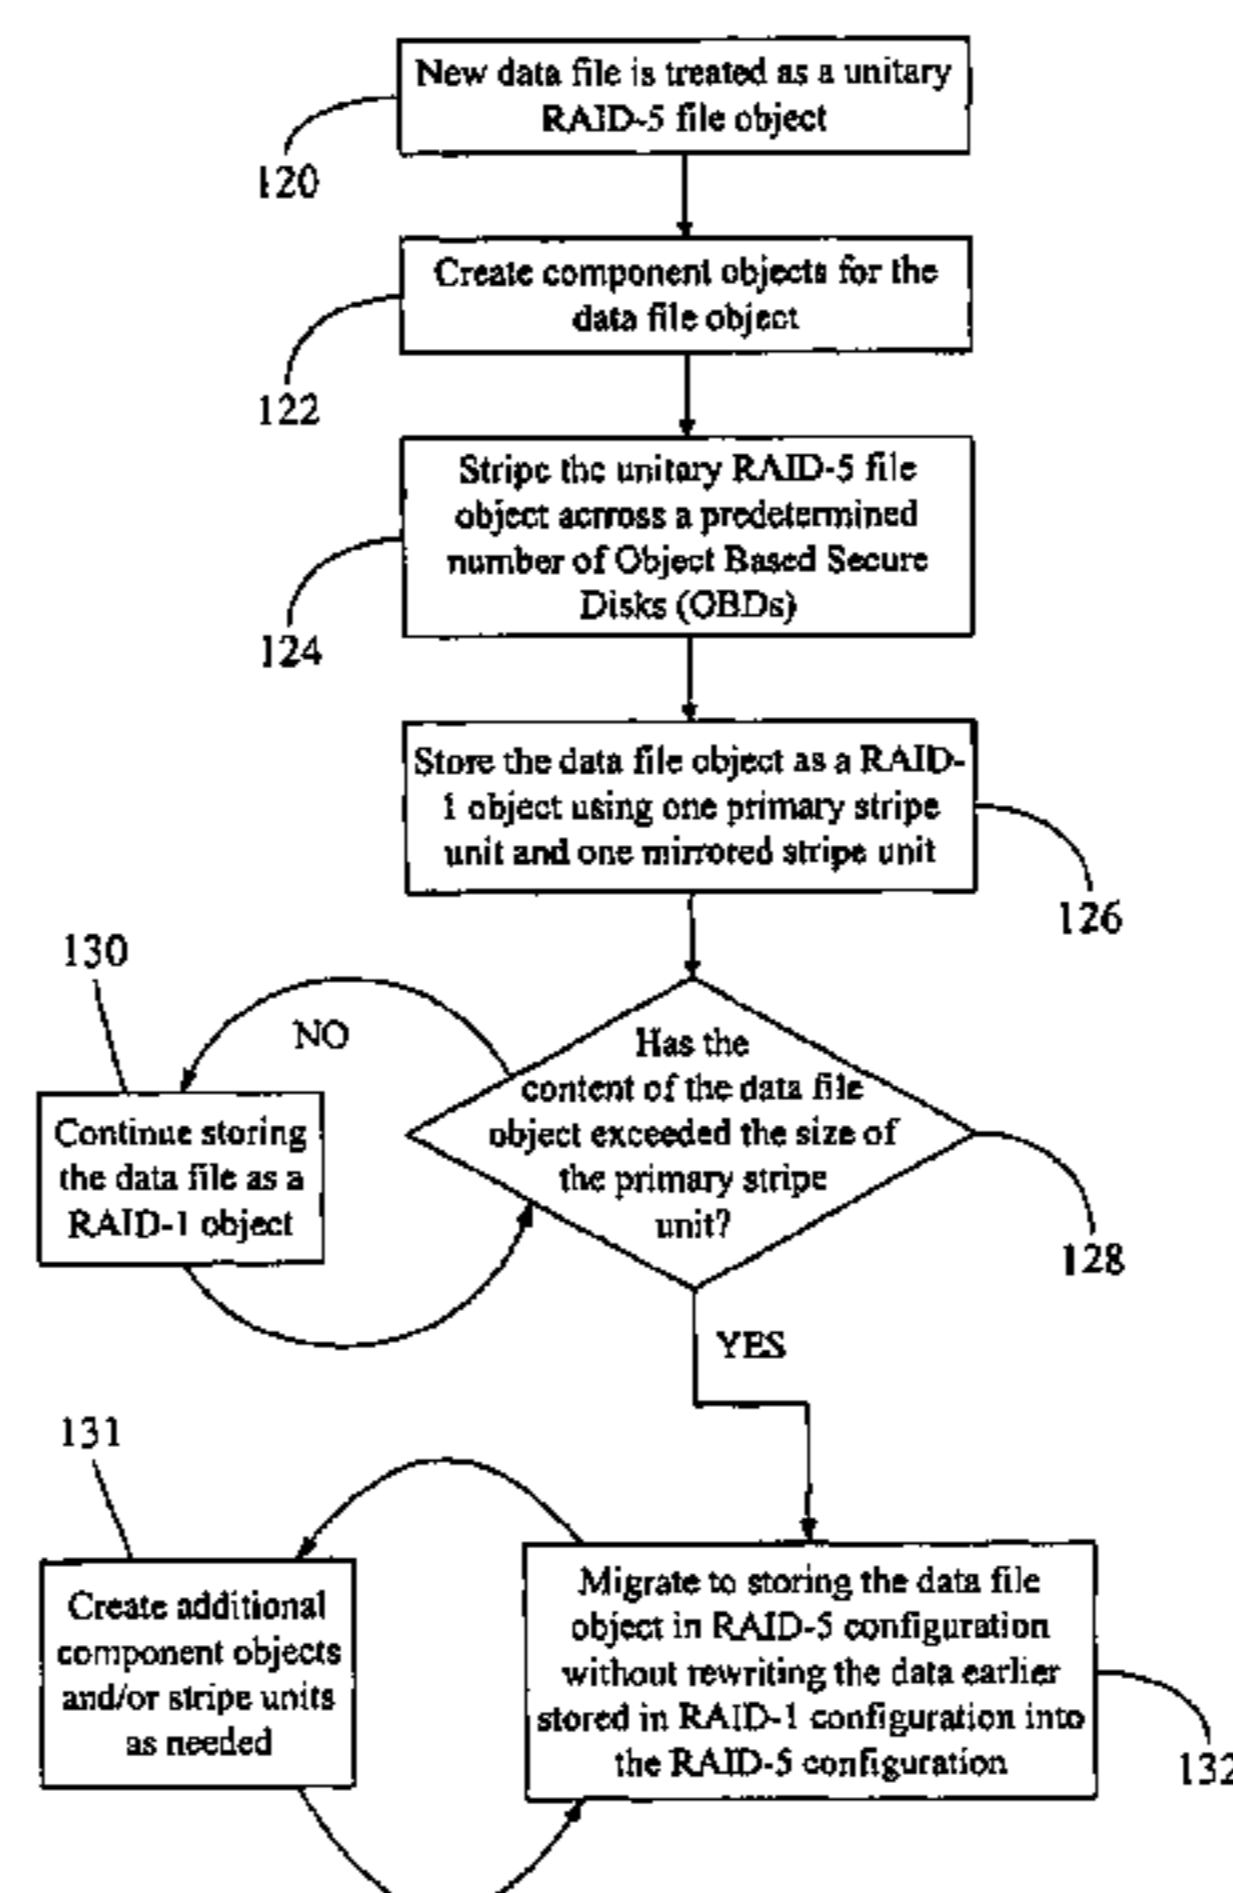 New data file is treated as a unitary
RAID-5 file object
120
Create component objects for the
data file object
122
Stripe the unitary RAID-5 file
object across a predetermined
number of Object Based Secure
Disks (OBDs)
124
Store the data file object as a RAID-
1 object using one primary stripe
unit and one mirrored stripe unit
126
130
NO
Has the
content of the data file
object exceeded the size of
the primary stripe
unit?
128
Continue storing
the data file as a
RAID-1 object
YES
131
Create additional
component objects
and/or stripe units
as needed
Migrate to storing the data file
object in RAID-5 configuration
without rewriting the data earlier
stored in RAID-1 configuration into
the RAID-5 configuration
132